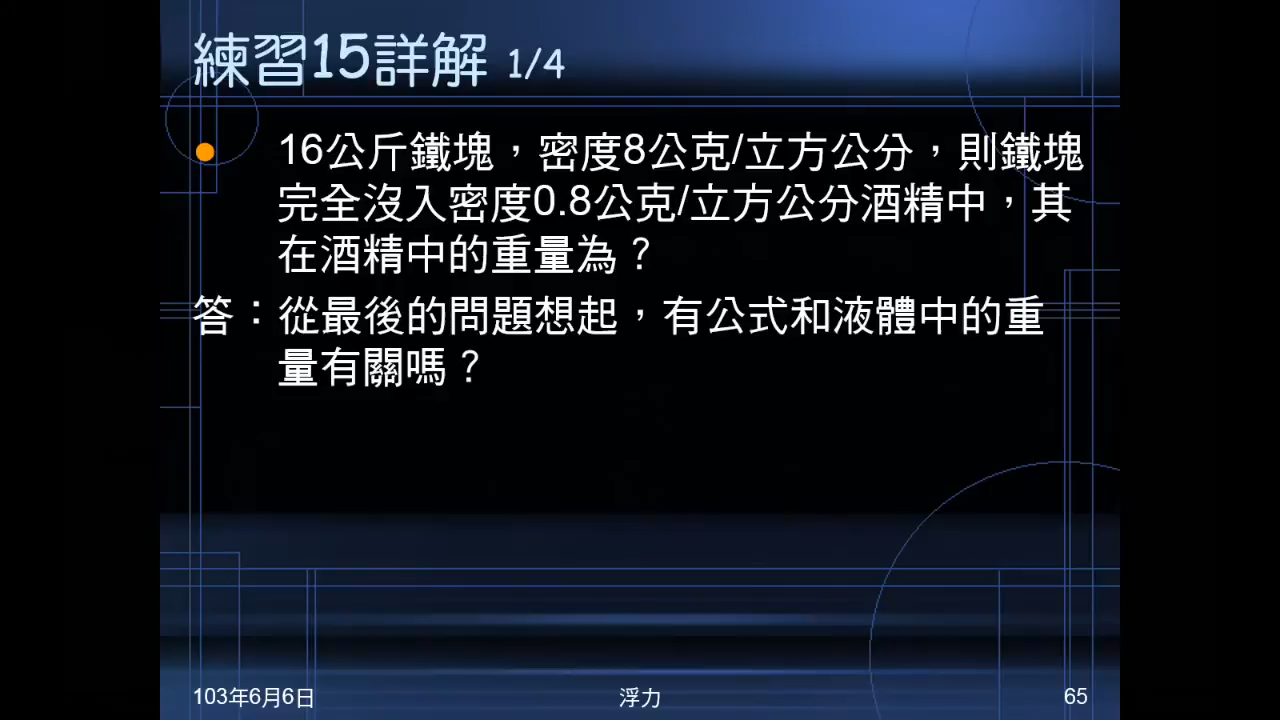 練習15詳解 1/4
16公斤鐵塊，密度8公克/立方公分，則鐵塊
完全沒入密度0.8公克/立方公分酒精中，其
在酒精中的重量為？
答：從最後的問題想起，有公式和液體中的重
量有關嗎？
103年6月6日 浮力 65